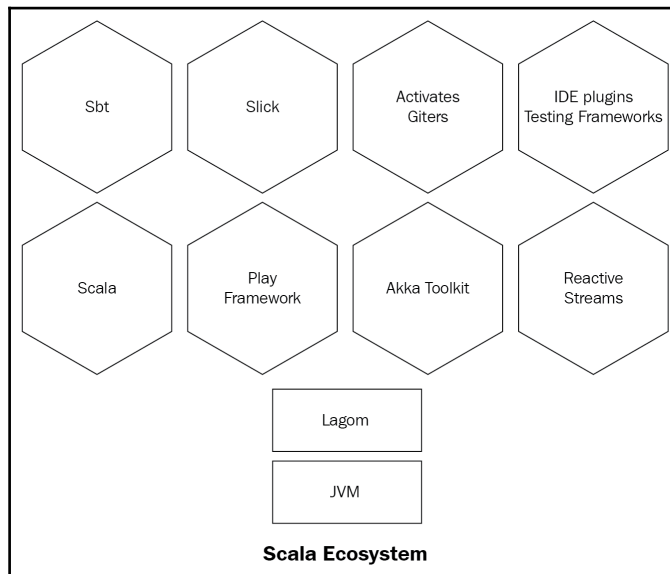 Sbt
Slick
Activates
Giters
IDE plugins
Testing Frameworks
Scala
Play
Framework
Akka Toolkit
Reactive
Streams
Lagom
JVM
Scala Ecosystem